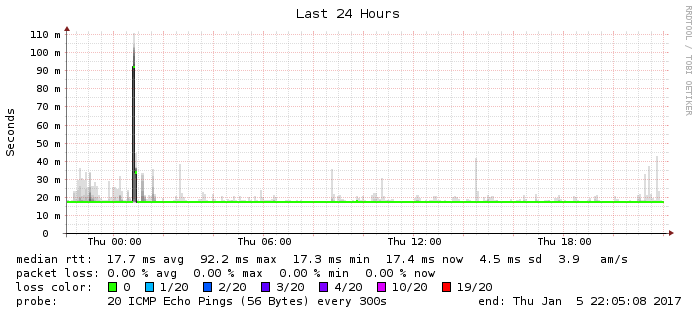 Last 24 Hours
RRDTOOL / TOBI OETIKER
110 m
100 m
90 m
80 m
70 m
60 m
50 m
40 m
30 m
20 m
10 m
0
Seconds
Thu 00:00 Thu 06:00 Thu 12:00 Thu 18:00
median rtt: 17.7 ms avg 92.2 ms max 17.3 ms min 17.4 ms now 4.5 ms sd 3.9 am/s
packet loss: 0.00 % avg 0.00 % max 0.00 % min 0.00 % now
loss color: 0 1/20 2/20 3/20 4/20 10/20 19/20
probe: 20 ICMP Echo Pings (56 Bytes) every 300s end: Thu Jan 5 22:05:08 2017